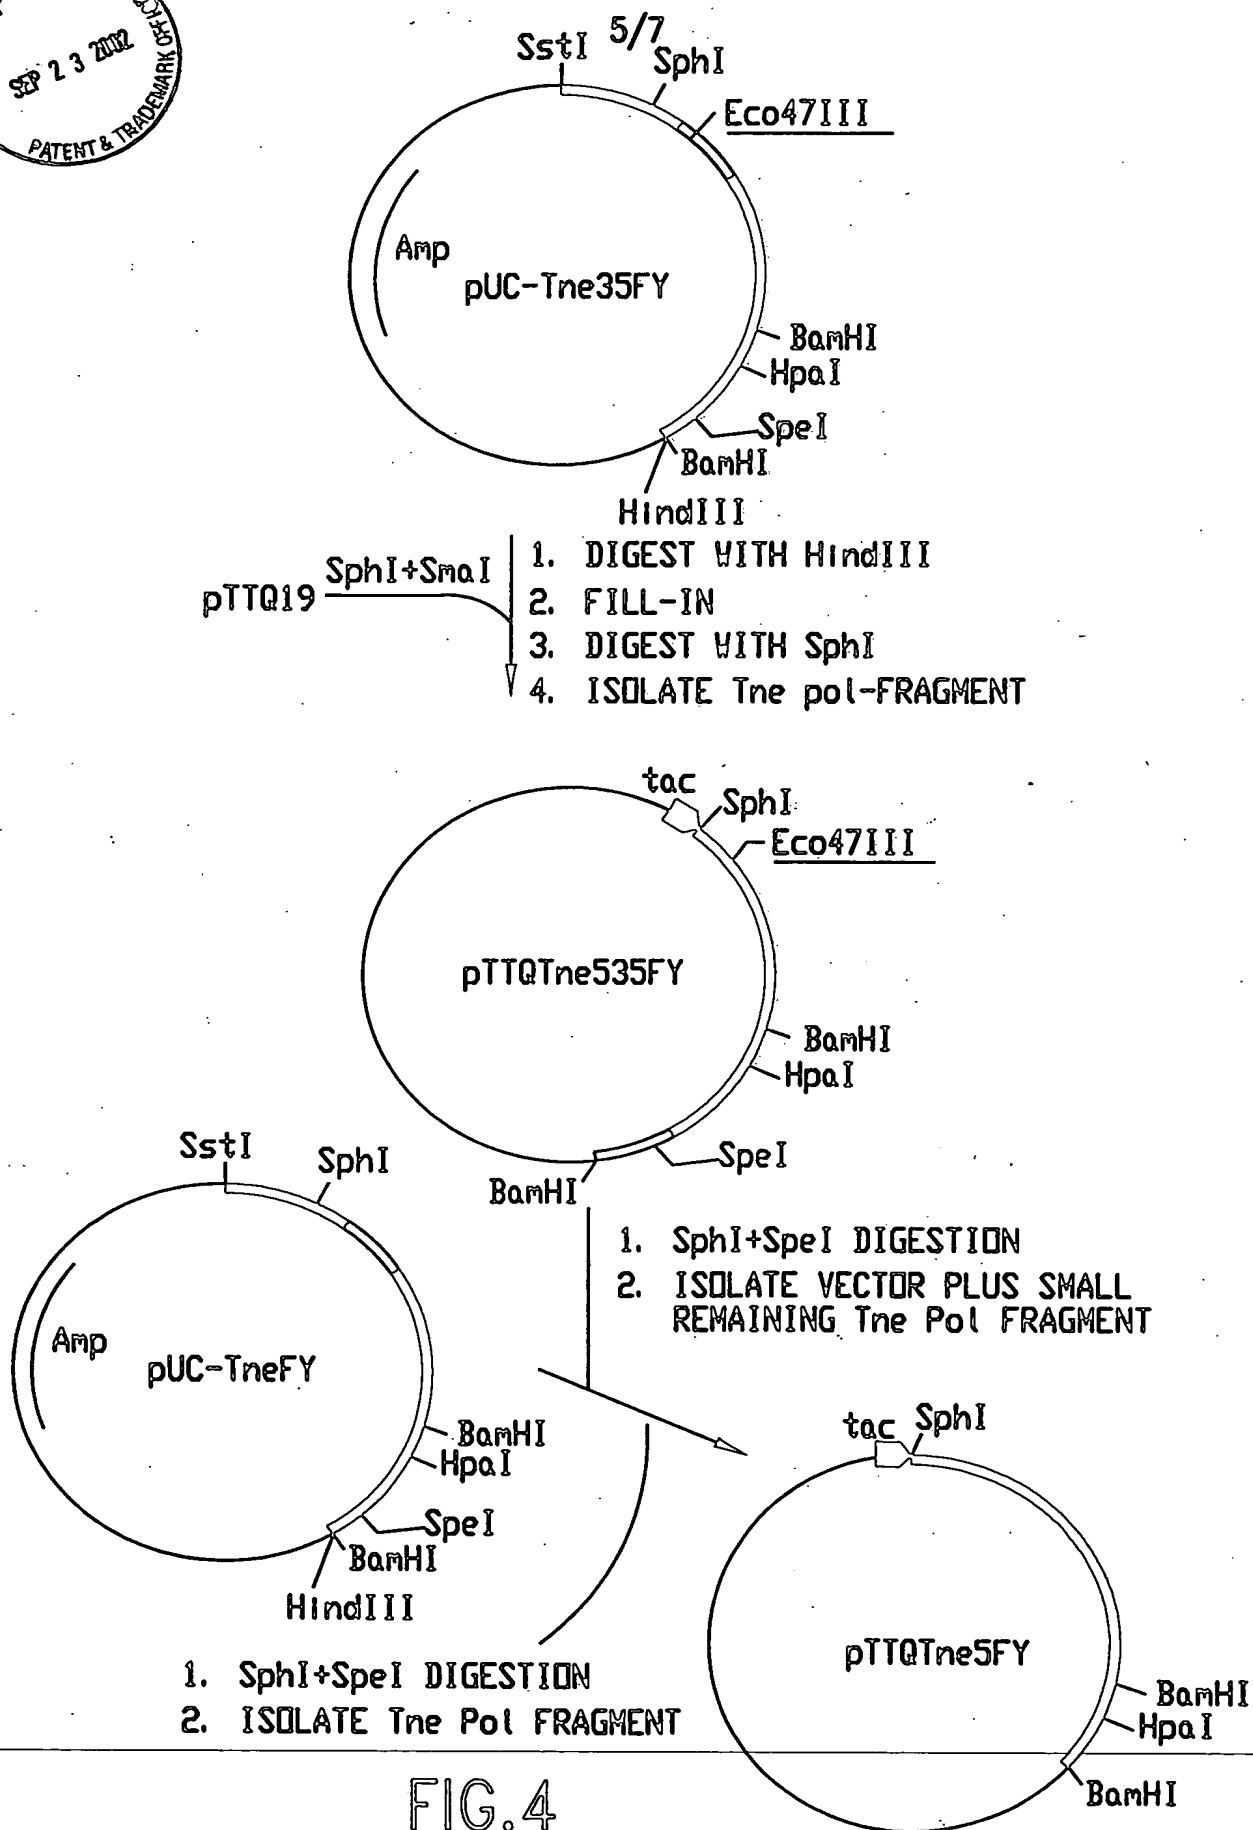 5/7
SEP 23 2002
PATENT & TRADEMARK OFFICE
SstI
SphI
Eco47III
Amp
pUC-Tne35FY
BamHI
HpaI
SpeI
BamHI
HindIII
pTTQ19
SphI+SmaI
1. DIGEST WITH HindIII
2. FILL-IN
3. DIGEST WITH SphI
4. ISOLATE Tne pol-FRAGMENT
tac
SphI
Eco47III
pTTQTne535FY
BamHI
HpaI
SpeI
BamHI
1. SphI+SpeI DIGESTION
2. ISOLATE VECTOR PLUS SMALL
REMAINING Tne Pol FRAGMENT
SstI
SphI
Amp
pUC-TneFY
BamHI
HpaI
SpeI
BamHI
HindIII
1. SphI+SpeI DIGESTION
2. ISOLATE Tne Pol FRAGMENT
tac
SphI
pTTQTne5FY
BamHI
HpaI
BamHI
FIG.4